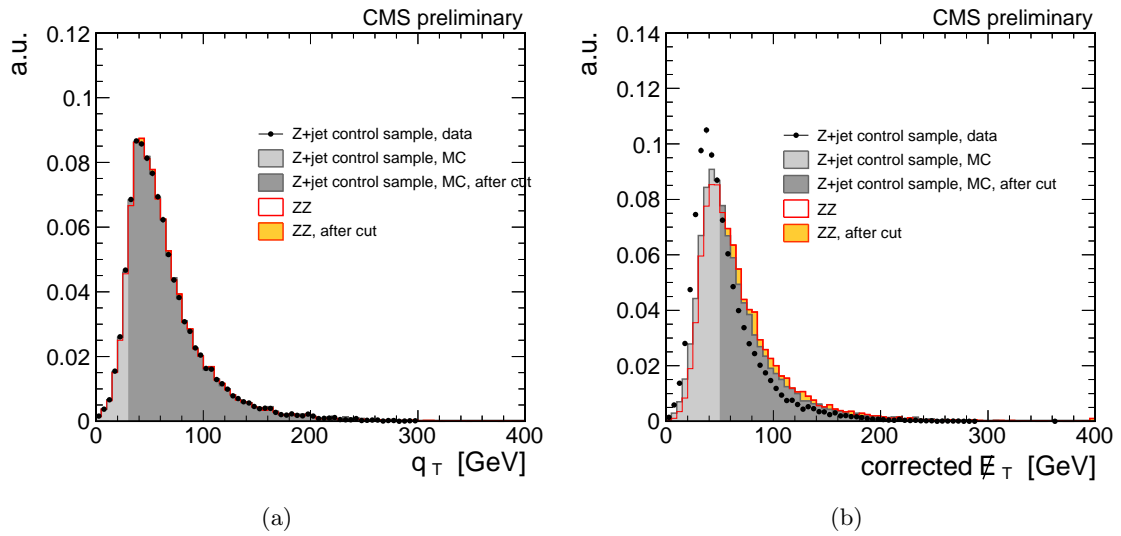 CMS preliminary
a.u.
0.12
0.1
0.08
0.06
0.04
0.02
0
Z+jet control sample, data
Z+jet control sample, MC
Z+jet control sample, MC, after cut
ZZ
ZZ, after cut
0 100 200 300 400
q T [GeV]
(a)
CMS preliminary
a.u.
0.14
0.12
0.1
0.08
0.06
0.04
0.02
0
Z+jet control sample, data
Z+jet control sample, MC
Z+jet control sample, MC, after cut
ZZ
ZZ, after cut
0 100 200 300 400
corrected E̸ T [GeV]
(b)